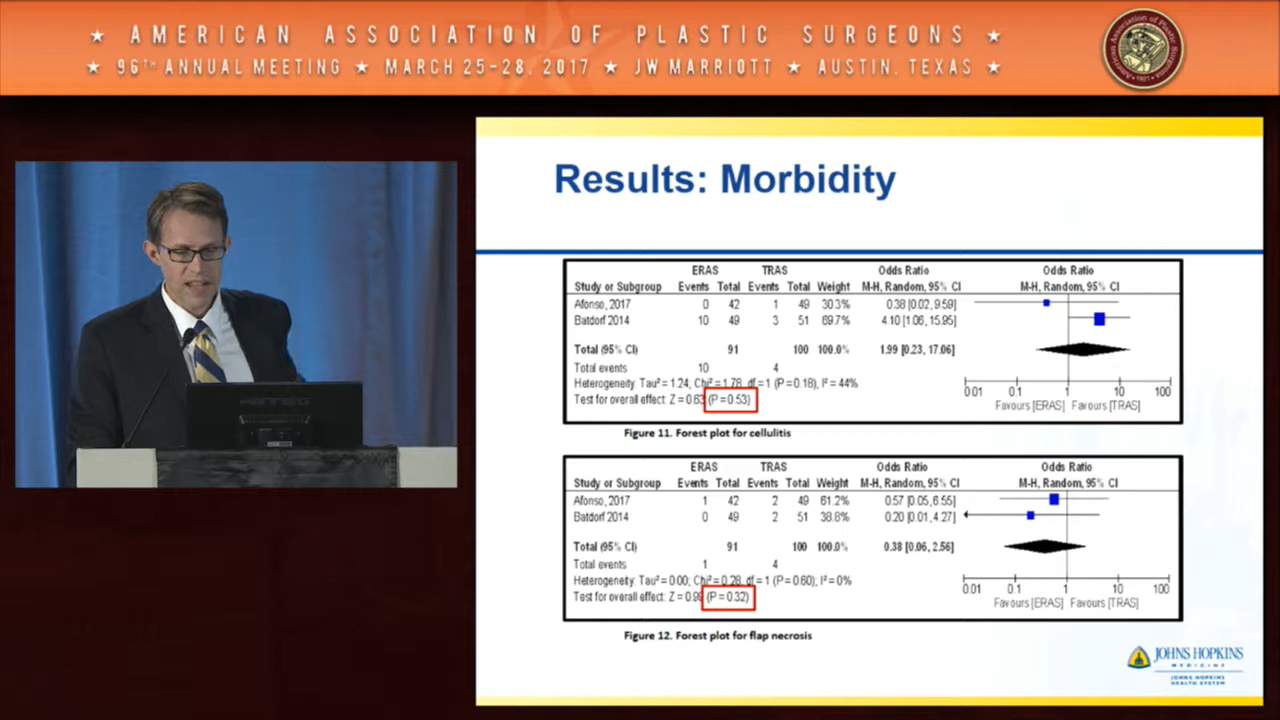 ★ AMERICAN ASSOCIATION OF PLASTIC SURGEONS ★
★ 96TH ANNUAL MEETING ★ MARCH 25-28, 2017 ★ JW MARRIOTT ★ AUSTIN, TEXAS ★
Results: Morbidity
ERAS TRAS Odds Ratio Odds Ratio
Study or Subgroup Events Total Events Total Weight M-H, Random, 95% CI M-H, Random, 95% CI
Afonso, 2017 0 42 1 49 30.3% 0.38 [0.02, 9.59]
Batdorf 2014 10 49 3 51 69.7% 4.10 [1.06, 15.95]
Total (95% CI) 91 100 100.0% 1.99 [0.23, 17.06]
Total events 10 4
Heterogeneity: Tau² = 1.24; Chi² = 1.78, df = 1 (P = 0.18); I² = 44%
Test for overall effect: Z = 0.63 (P = 0.53)
0.01 0.1 1 10 100
Favours [ERAS] Favours [TRAS]
Figure 11. Forest plot for cellulitis
ERAS TRAS Odds Ratio Odds Ratio
Study or Subgroup Events Total Events Total Weight M-H, Random, 95% CI M-H, Random, 95% CI
Afonso, 2017 1 42 2 49 61.2% 0.57 [0.05, 6.55]
Batdorf 2014 0 49 2 51 38.8% 0.20 [0.01, 4.27]
Total (95% CI) 91 100 100.0% 0.38 [0.06, 2.56]
Total events 1 4
Heterogeneity: Tau² = 0.00; Chi² = 0.28, df = 1 (P = 0.60); I² = 0%
Test for overall effect: Z = 0.99 (P = 0.32)
0.01 0.1 1 10 100
Favours [ERAS] Favours [TRAS]
Figure 12. Forest plot for flap necrosis
JOHNS HOPKINS
MEDICINE
JOHNS HOPKINS
HEALTH SYSTEM